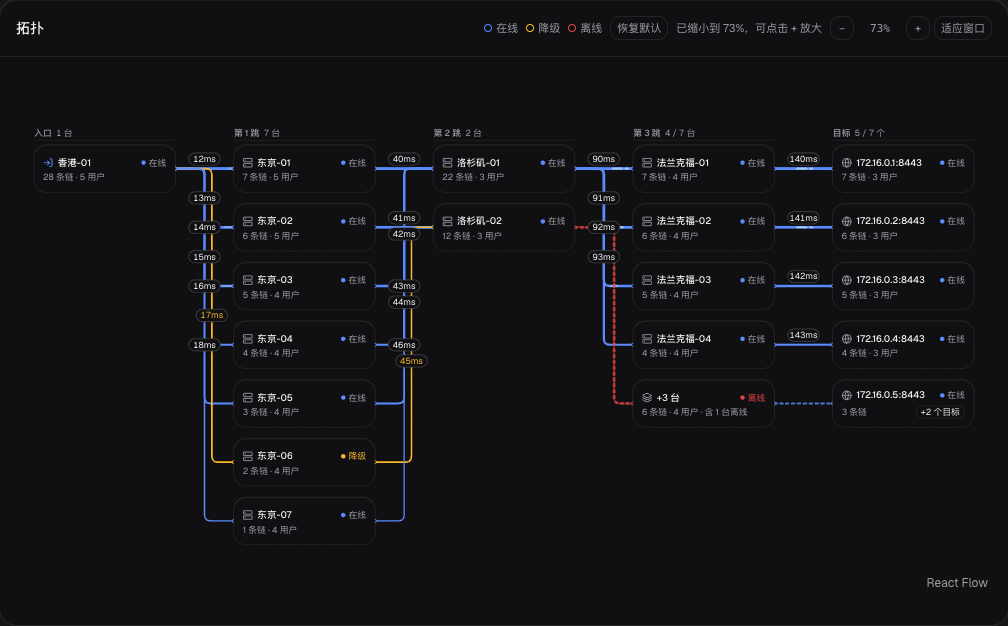 拓扑
在线 降级 离线 恢复默认 已缩小到 73%，可点击 + 放大 − 73% + 适应窗口
入口 1 台
香港-01 在线
28 条链 · 5 用户
12ms
13ms
14ms
15ms
16ms
17ms
18ms
第 1 跳 7 台
东京-01 在线
7 条链 · 5 用户
东京-02 在线
6 条链 · 5 用户
东京-03 在线
5 条链 · 4 用户
东京-04 在线
4 条链 · 4 用户
东京-05 在线
3 条链 · 4 用户
东京-06 降级
2 条链 · 4 用户
东京-07 在线
1 条链 · 4 用户
40ms
41ms
42ms
43ms
44ms
46ms
45ms
第 2 跳 2 台
洛杉矶-01 在线
22 条链 · 3 用户
洛杉矶-02 在线
12 条链 · 3 用户
90ms
91ms
92ms
93ms
第 3 跳 4 / 7 台
法兰克福-01 在线
7 条链 · 4 用户
法兰克福-02 在线
6 条链 · 4 用户
法兰克福-03 在线
5 条链 · 4 用户
法兰克福-04 在线
4 条链 · 4 用户
+3 台 离线
6 条链 · 4 用户 · 含 1 台离线
140ms
141ms
142ms
143ms
目标 5 / 7 个
172.16.0.1:8443 在线
7 条链 · 3 用户
172.16.0.2:8443 在线
6 条链 · 3 用户
172.16.0.3:8443 在线
5 条链 · 3 用户
172.16.0.4:8443 在线
4 条链 · 3 用户
172.16.0.5:8443 在线
3 条链 +2 个目标
React Flow